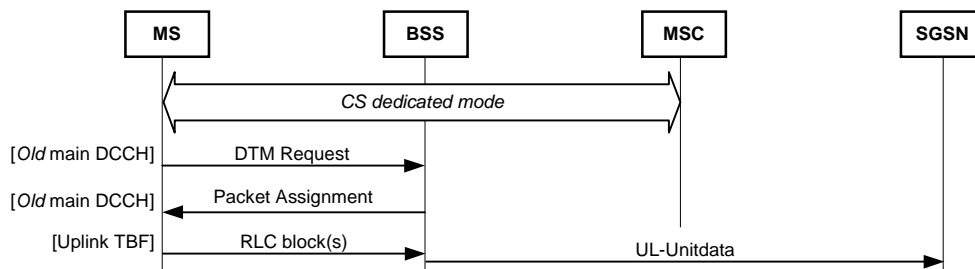 MS BSS MSC SGSN
CS dedicated mode
[Old main DCCH] DTM Request
[Old main DCCH] Packet Assignment
[Uplink TBF] RLC block(s) UL-Unitdata